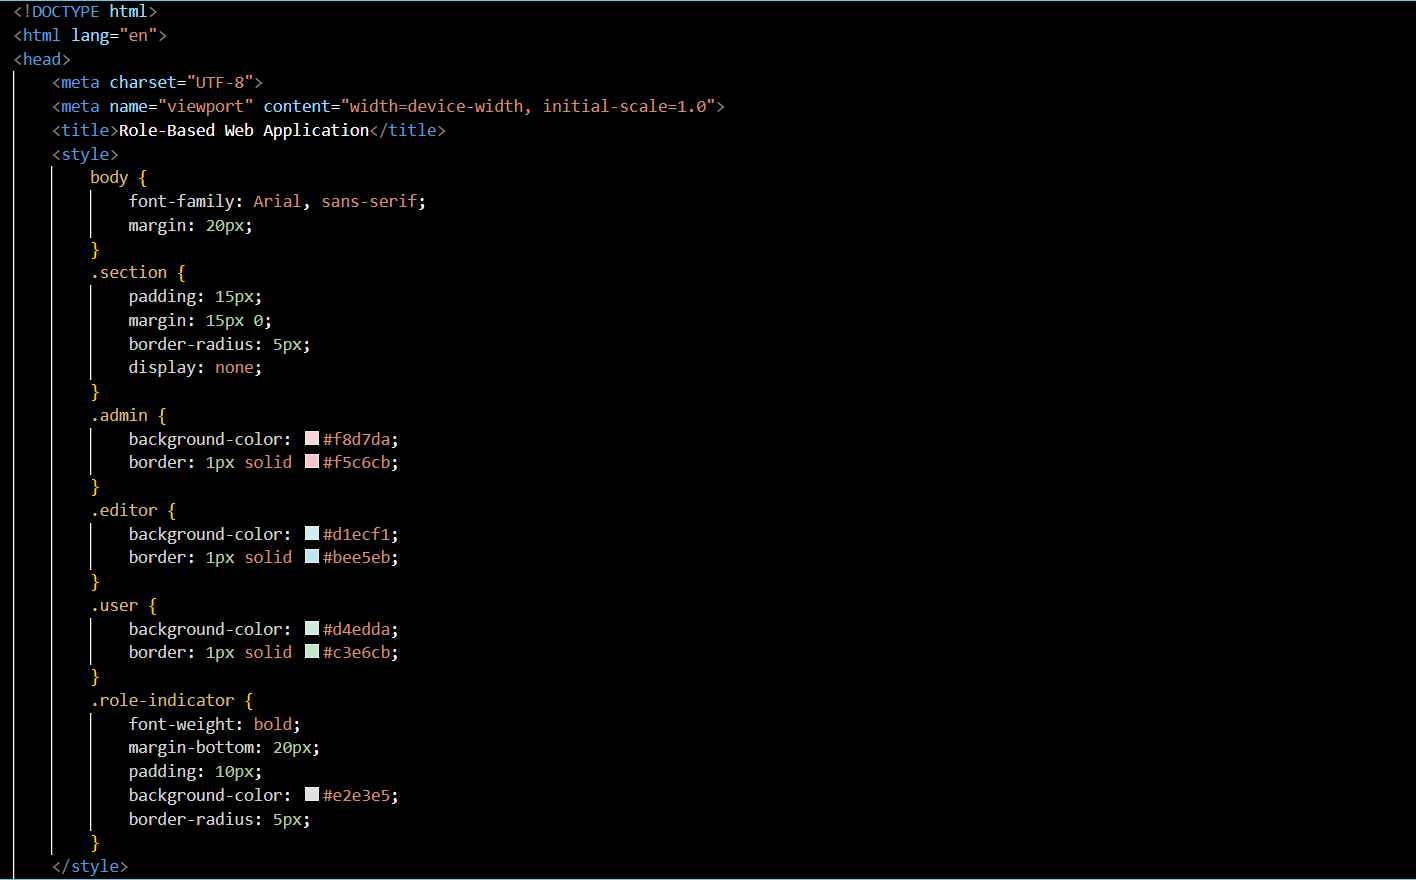 <!DOCTYPE html>
<html lang="en">
<head>
    <meta charset="UTF-8">
    <meta name="viewport" content="width=device-width, initial-scale=1.0">
    <title>Role-Based Web Application</title>
    <style>
        body {
            font-family: Arial, sans-serif;
            margin: 20px;
        }
        .section {
            padding: 15px;
            margin: 15px 0;
            border-radius: 5px;
            display: none;
        }
        .admin {
            background-color: #f8d7da;
            border: 1px solid #f5c6cb;
        }
        .editor {
            background-color: #d1ecf1;
            border: 1px solid #bee5eb;
        }
        .user {
            background-color: #d4edda;
            border: 1px solid #c3e6cb;
        }
        .role-indicator {
            font-weight: bold;
            margin-bottom: 20px;
            padding: 10px;
            background-color: #e2e3e5;
            border-radius: 5px;
        }
    </style>